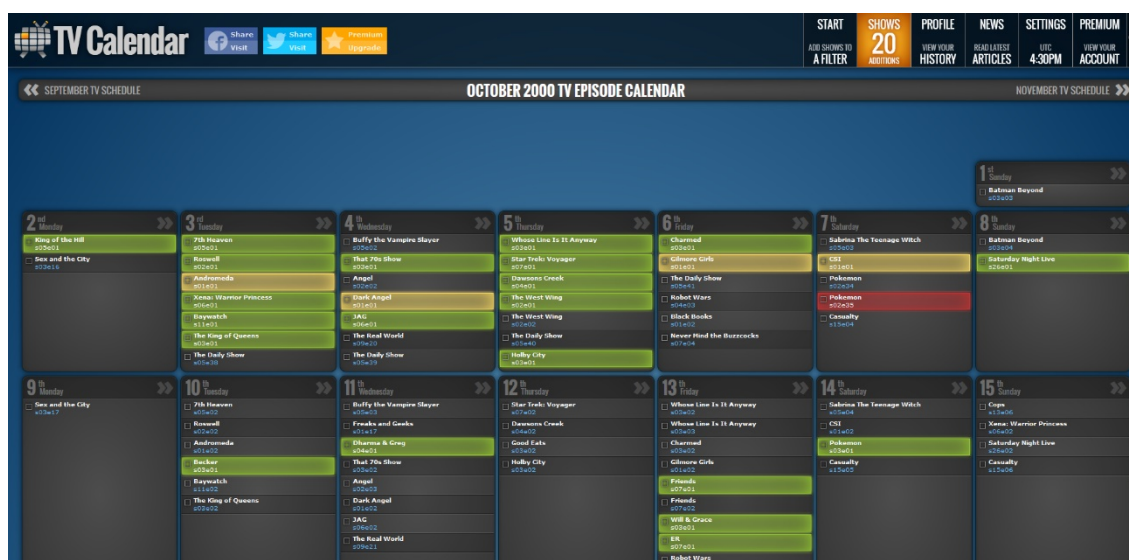 TV Calendar
Share
Visit
Share
Visit
Premium
Upgrade
START
ADD SHOWS TO
A FILTER
SHOWS
20
ADDITIONS
PROFILE
VIEW YOUR
HISTORY
NEWS
READ LATEST
ARTICLES
SETTINGS
UTC
4:30PM
PREMIUM
VIEW YOUR
ACCOUNT
SEPTEMBER TV SCHEDULE
OCTOBER 2000 TV EPISODE CALENDAR
NOVEMBER TV SCHEDULE
1st Sunday
Batman Beyond
s03e03
2nd Monday
King of the Hill
s05e01
Sex and the City
s03e16
3rd Tuesday
7th Heaven
s05e01
Roswell
s02e01
Andromeda
s01e01
Xena: Warrior Princess
s06e01
Baywatch
s11e01
The King of Queens
s03e01
The Daily Show
s05e38
4th Wednesday
Buffy the Vampire Slayer
s05e02
That 70s Show
s03e01
Angel
s02e02
Dark Angel
s01e01
JAG
s06e01
The Real World
s09e20
The Daily Show
s05e39
5th Thursday
Whose Line Is It Anyway
s03e01
Star Trek: Voyager
s07e01
Dawsons Creek
s04e01
The West Wing
s02e01
The West Wing
s02e02
The Daily Show
s05e40
Holby City
s03e01
6th Friday
Charmed
s03e01
Gilmore Girls
s01e01
The Daily Show
s05e41
Robot Wars
s04e03
Black Books
s01e02
Never Mind the Buzzcocks
s07e04
7th Saturday
Sabrina The Teenage Witch
s05e03
CSI
s01e01
Pokemon
s02e34
Pokemon
s02e35
Casualty
s15e04
8th Sunday
Batman Beyond
s03e04
Saturday Night Live
s26e01
9th Monday
Sex and the City
s03e17
10th Tuesday
7th Heaven
s05e02
Roswell
s02e02
Andromeda
s01e02
Becker
s03e01
Baywatch
s11e02
The King of Queens
s03e02
11th Wednesday
Buffy the Vampire Slayer
s05e03
Freaks and Geeks
s01e17
Dharma & Greg
s04e01
That 70s Show
s03e02
Angel
s02e03
Dark Angel
s01e02
JAG
s06e02
The Real World
s09e21
12th Thursday
Star Trek: Voyager
s07e02
Dawsons Creek
s04e02
Good Eats
s03e02
Holby City
s03e02
13th Friday
Whose Line Is It Anyway
s03e02
Whose Line Is It Anyway
s03e03
Charmed
s03e02
Gilmore Girls
s01e02
Friends
s07e01
Friends
s07e02
Will & Grace
s03e01
ER
s07e01
Robot Wars
14th Saturday
Sabrina The Teenage Witch
s05e04
CSI
s01e02
Pokemon
s03e01
Casualty
s15e05
15th Sunday
Cops
s13e06
Xena: Warrior Princess
s06e02
Saturday Night Live
s26e02
Casualty
s15e06